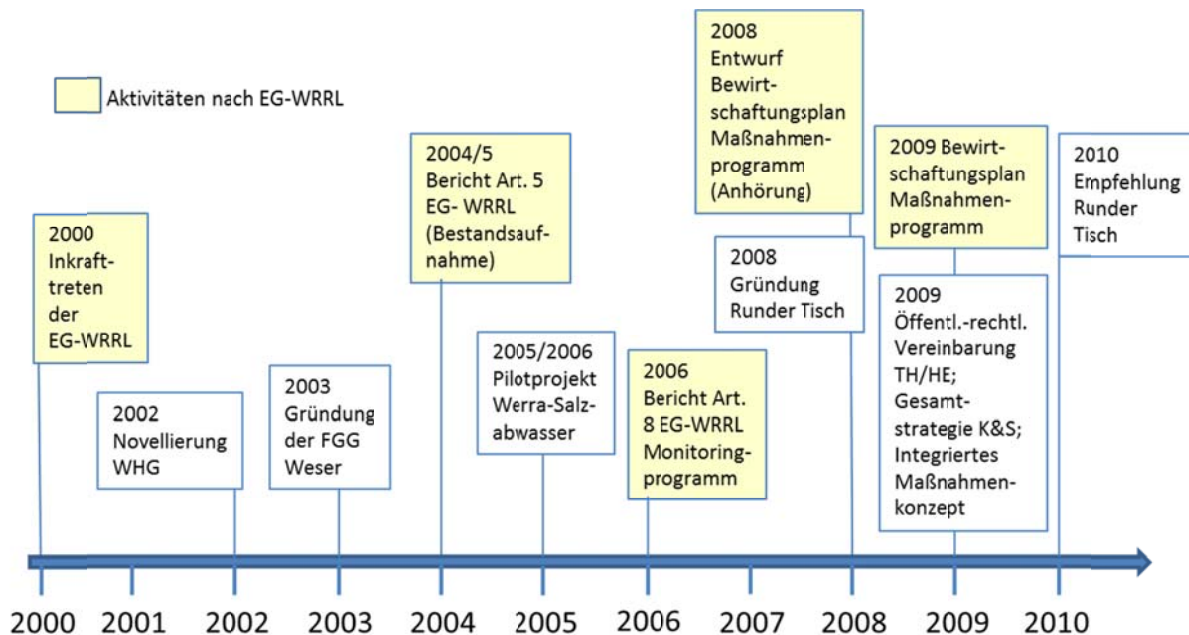 Aktivitäten nach EG-WRRL
2000
Inkraft-
treten
der
EG-WRRL
2002
Novellierung
WHG
2003
Gründung
der FGG
Weser
2004/5
Bericht Art. 5
EG- WRRL
(Bestandsauf-
nahme)
2005/2006
Pilotprojekt
Werra-Salz-
abwasser
2006
Bericht Art.
8 EG-WRRL
Monitoring-
programm
2008
Entwurf
Bewirt-
schaftungsplan
Maßnahmen-
programm
(Anhörung)
2008
Gründung
Runder Tisch
2009 Bewirt-
schaftungsplan
Maßnahmen-
programm
2009
Öffentl.-rechtl.
Vereinbarung
TH/HE;
Gesamt-
strategie K&S;
Integriertes
Maßnahmen-
konzept
2010
Empfehlung
Runder
Tisch
2000 2001 2002 2003 2004 2005 2006 2007 2008 2009 2010